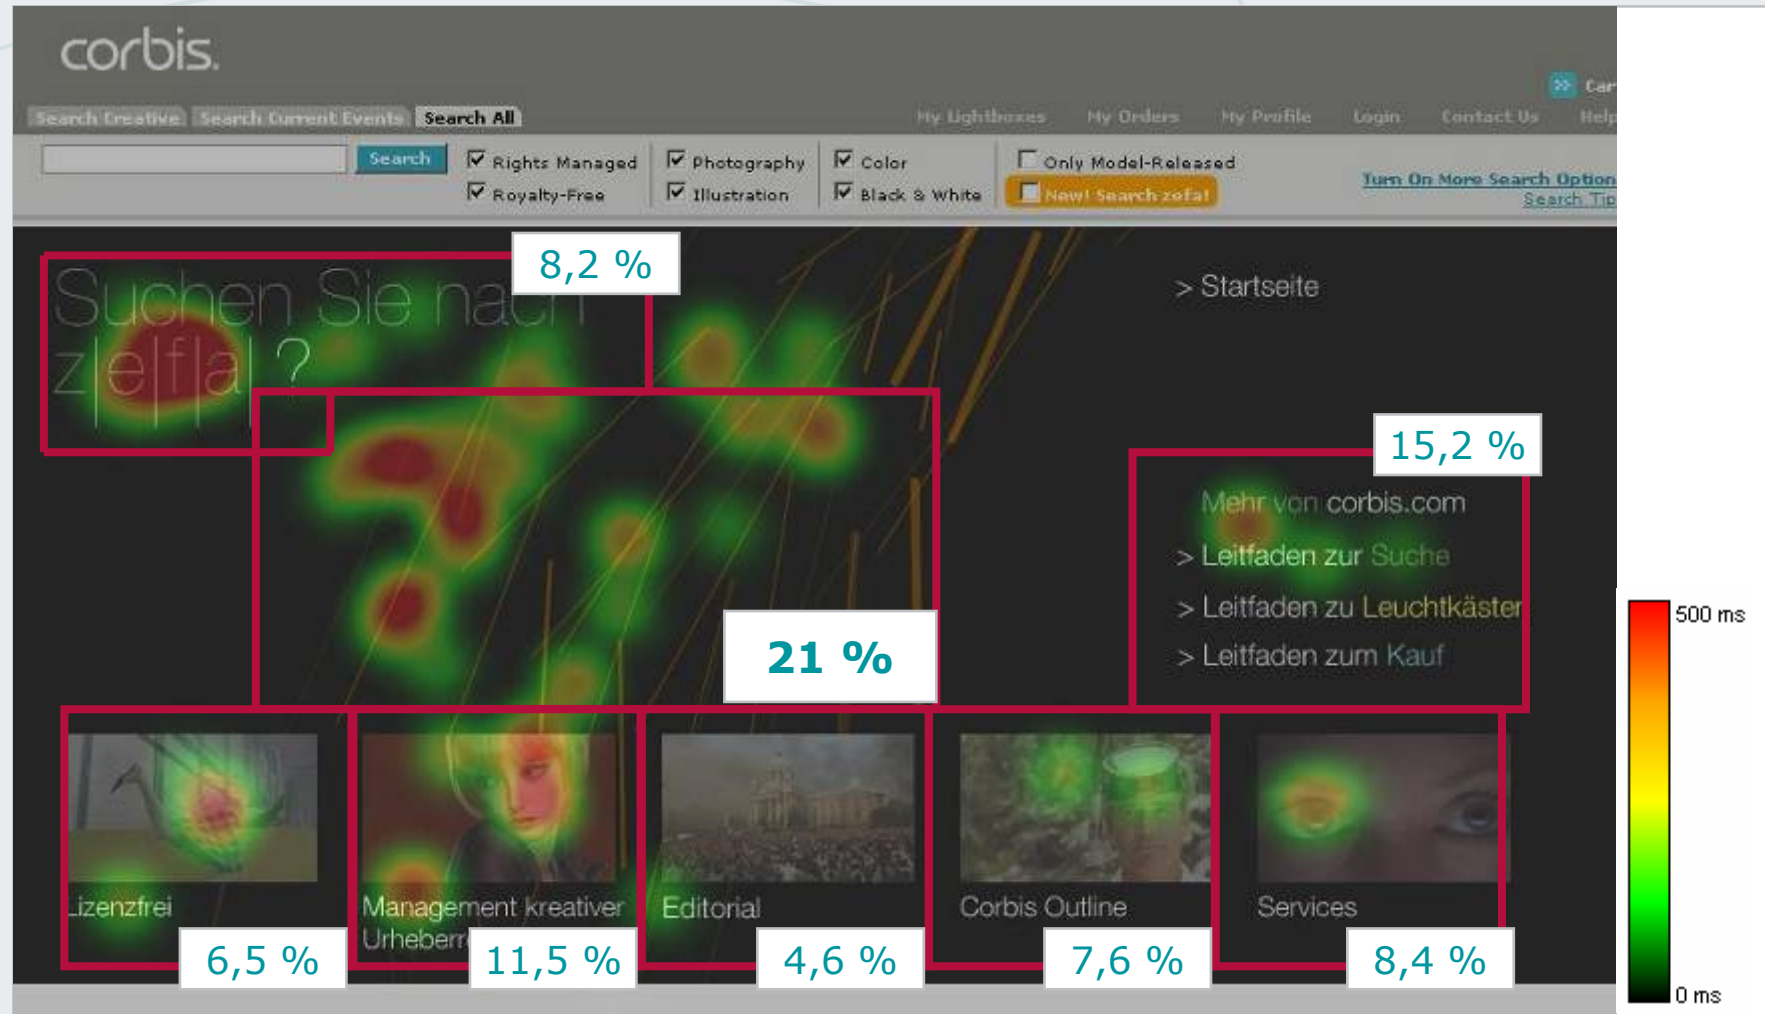 corbis.
Car
Search Creative Search Current Events Search All My Lightboxes My Orders My Profile Login Contact Us Help
Search Rights Managed Photography Color Only Model-Released
Royalty-Free Illustration Black & White New! Search zefa!
Turn On More Search Option
Search Tip
8,2 %
Suchen Sie nach
z|e|f|a| ?
> Startseite
15,2 %
Mehr von corbis.com
> Leitfaden zur Suche
> Leitfaden zu Leuchtkäster
> Leitfaden zum Kauf
21 %
500 ms
Lizenzfrei Management kreativer Editorial Corbis Outline Services
Urheberr
6,5 % 11,5 % 4,6 % 7,6 % 8,4 %
0 ms